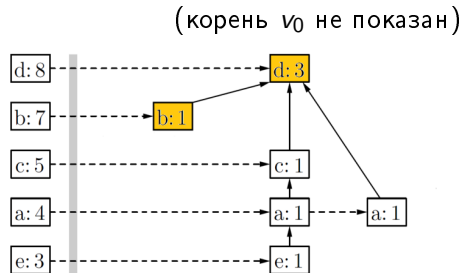 (корень v₀ не показан)
d: 8 d: 3
b: 7 b: 1
c: 5 c: 1
a: 4 a: 1 a: 1
e: 3 e: 1